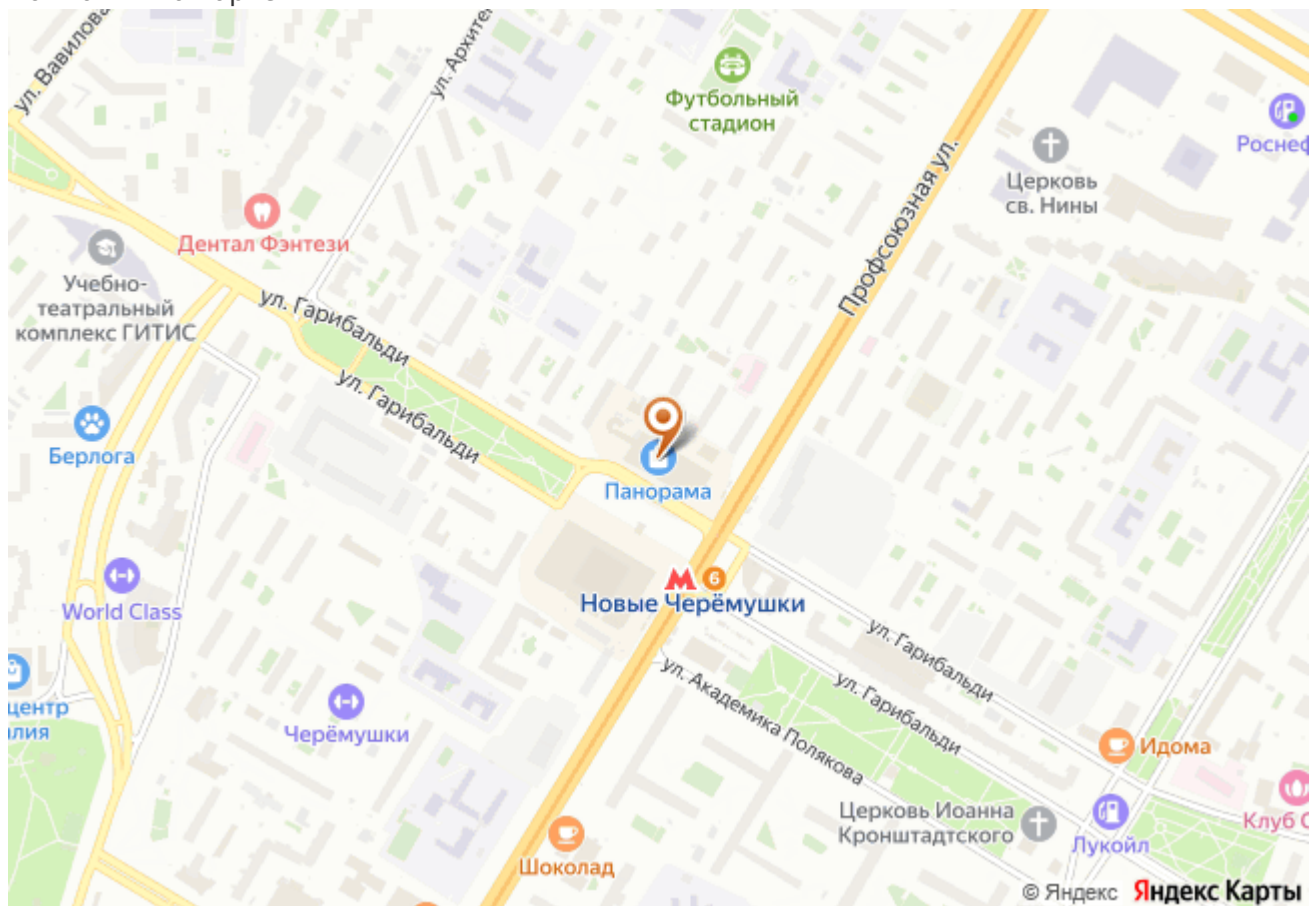 ул. Вавилова
ул. Архите
Футбольный
стадион
Роснеф
Церковь
св. Нины
Профсоюзная ул.
Дентал Фэнтези
Учебно-
театральный
комплекс ГИТИС
ул. Гарибальди
ул. Гарибальди
Берлога
Панорама
6
World Class
Новые Черёмушки
ул. Гарибальди
ул. Гарибальди
ул. Академика Полякова
центр
алия
Черёмушки
Идома
Церковь Иоанна
Кронштадтского
Лукойл
Клуб С
Шоколад
© Яндекс Яндекс Карты